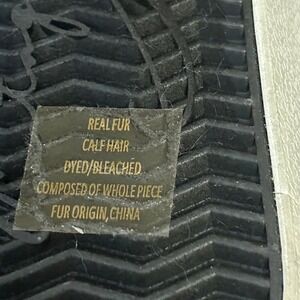 REAL FUR
CALF HAIR
DYED/BLEACHED
COMPOSED OF WHOLE PIECE
FUR ORIGIN, CHINA